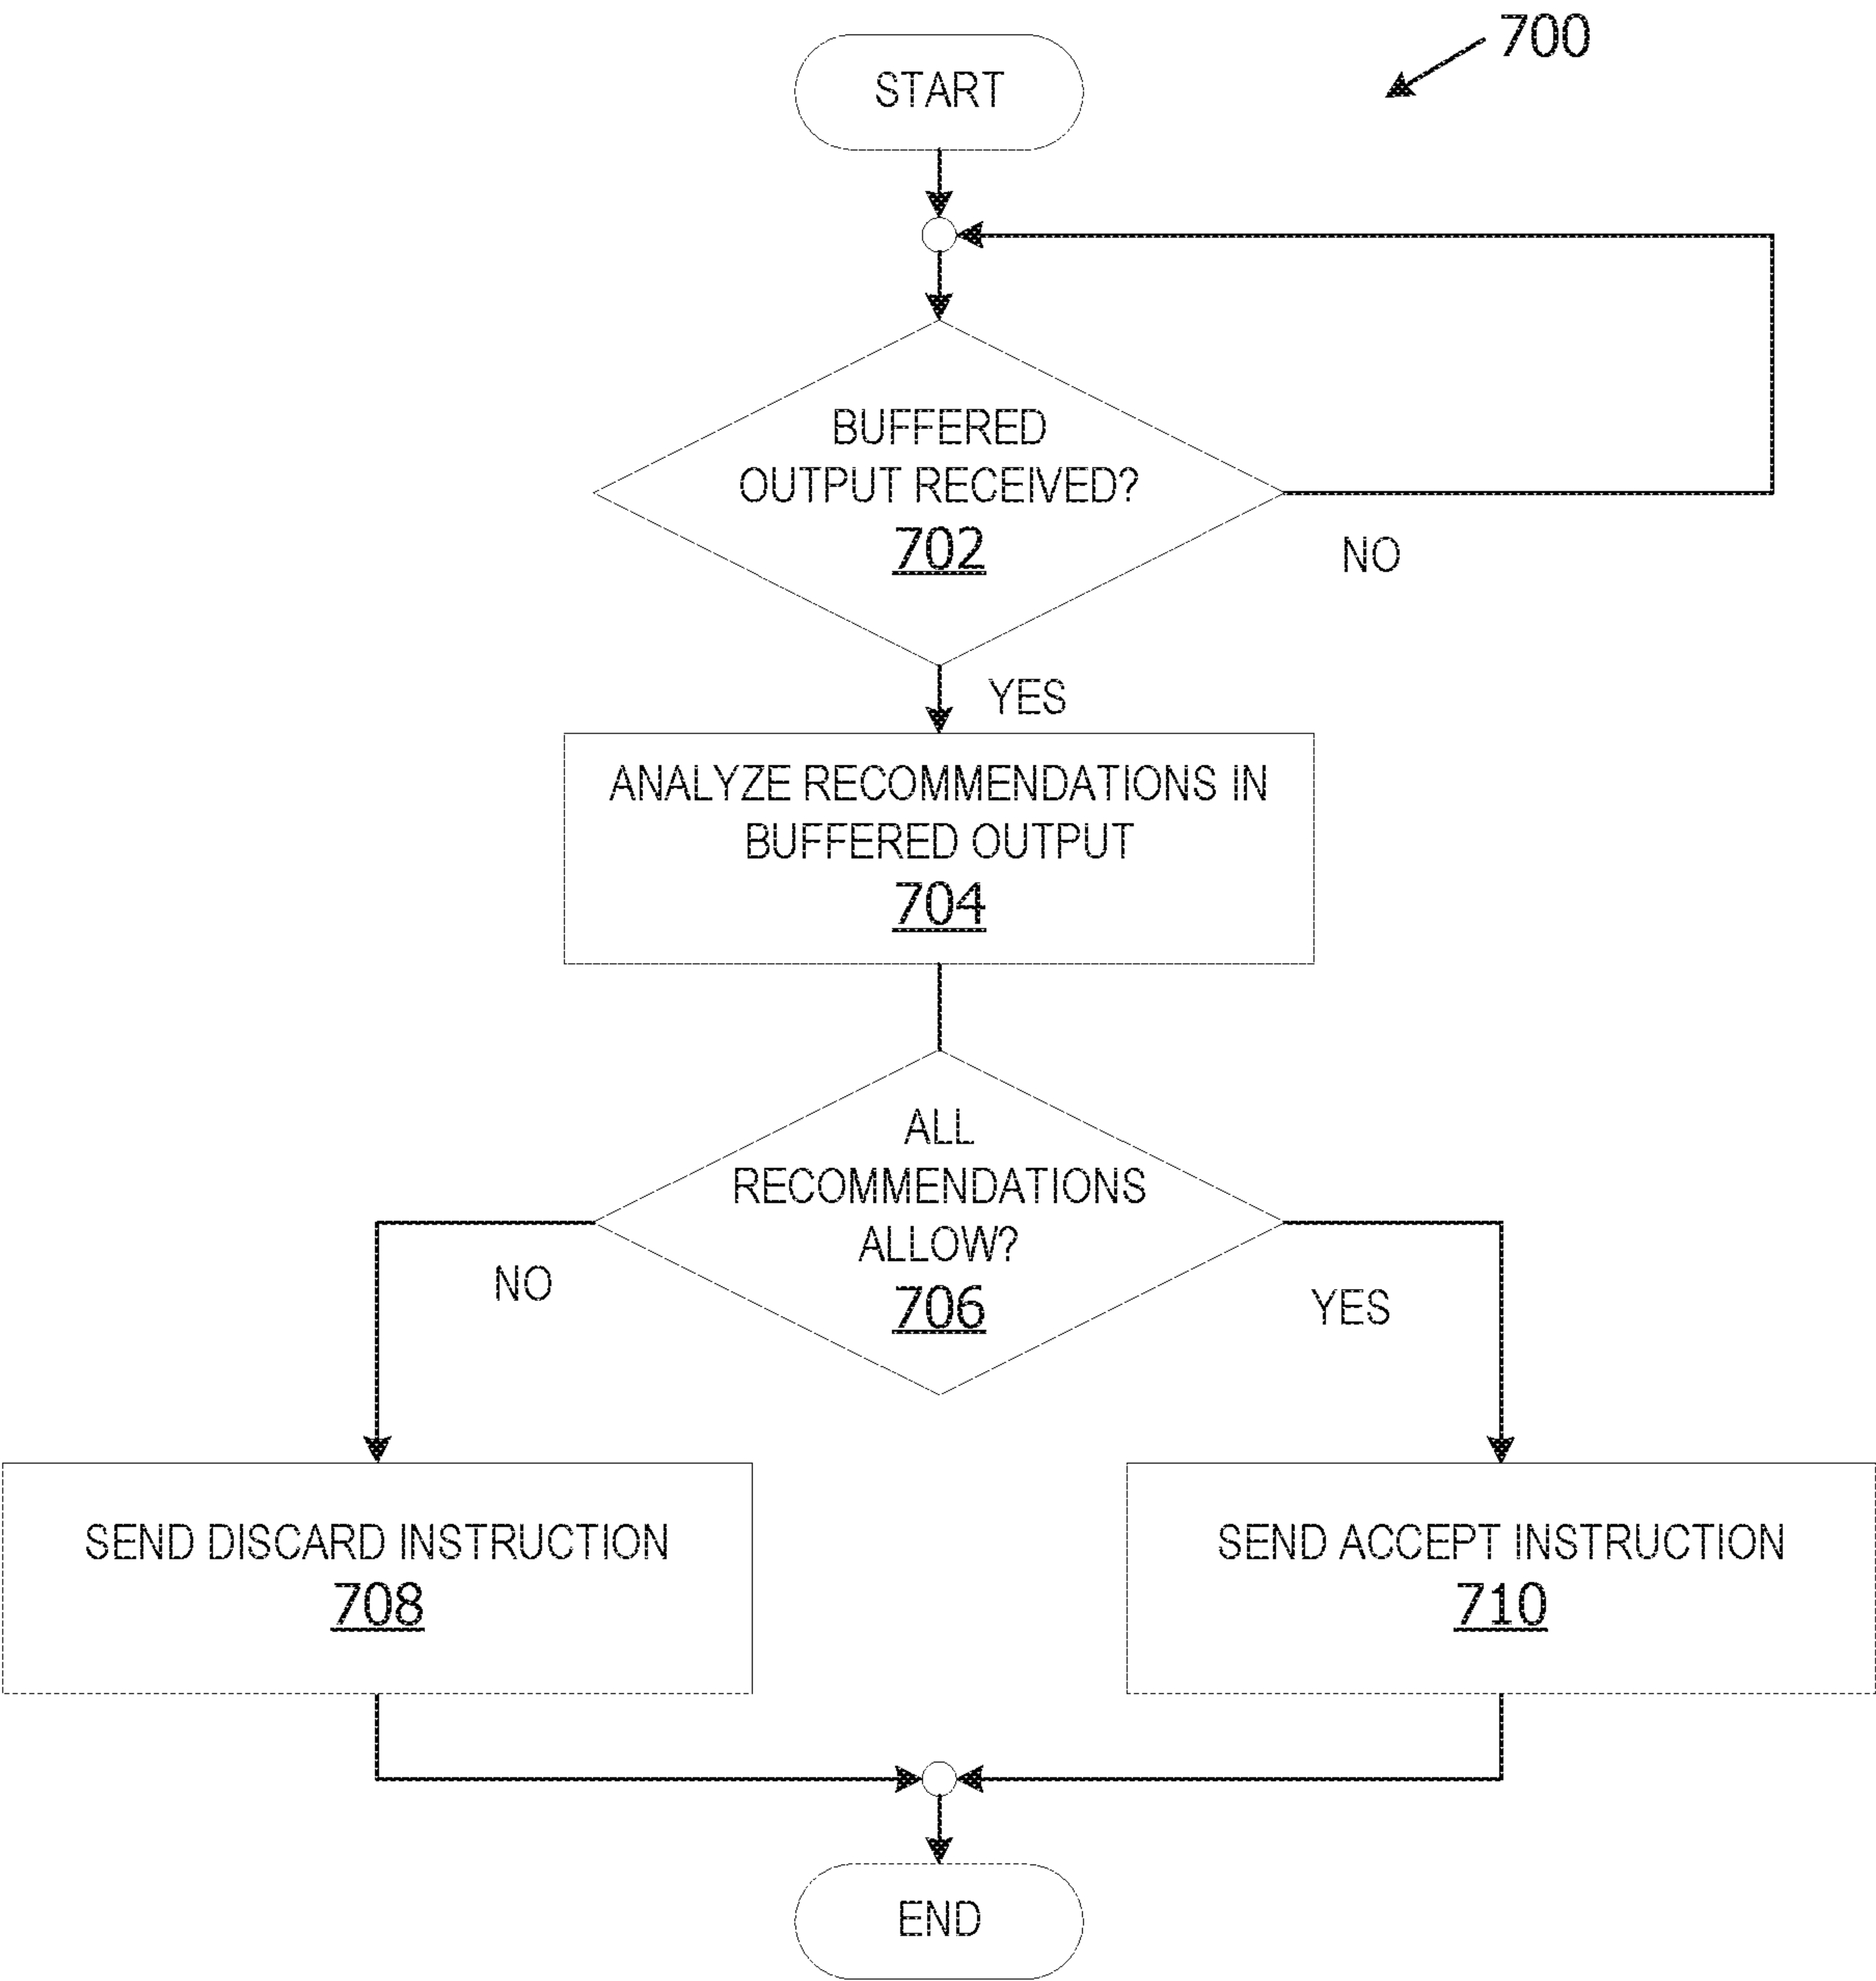 700
START
BUFFERED
OUTPUT RECEIVED?
702
NO
YES
ANALYZE RECOMMENDATIONS IN
BUFFERED OUTPUT
704
ALL
RECOMMENDATIONS
ALLOW?
706
NO
YES
SEND DISCARD INSTRUCTION
708
SEND ACCEPT INSTRUCTION
710
END